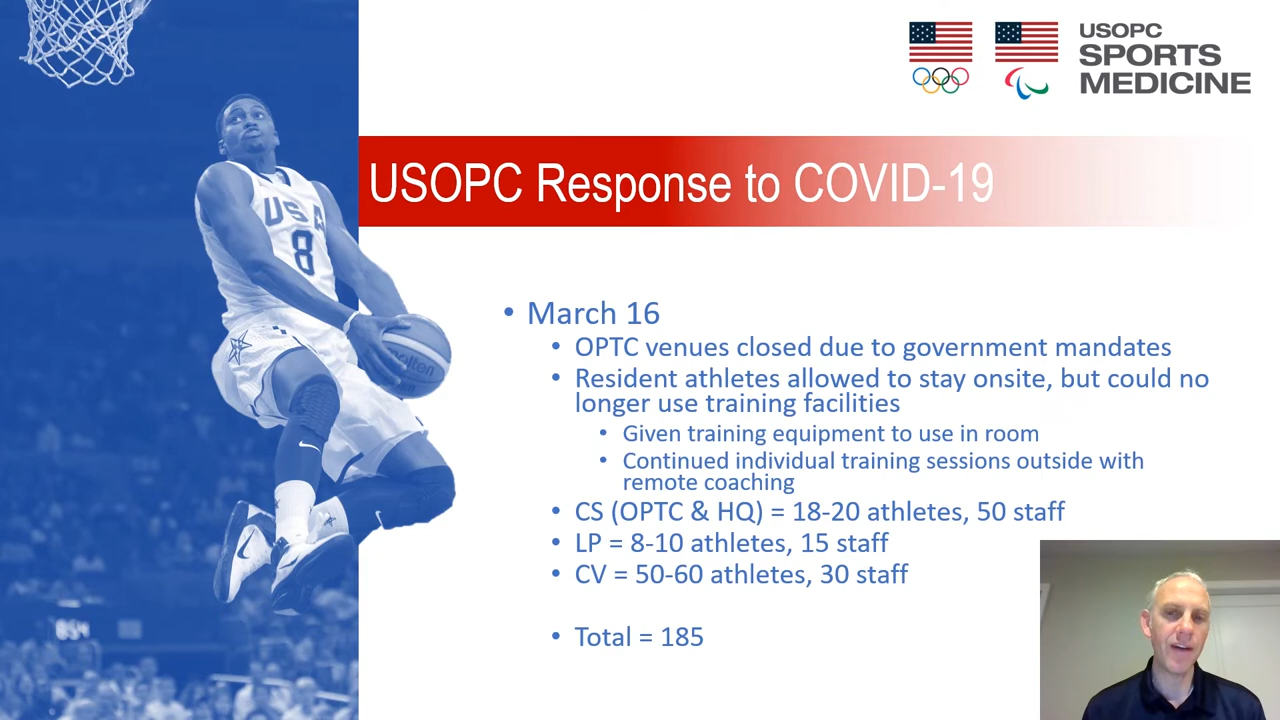 USOPC
SPORTS
MEDICINE
USOPC Response to COVID-19
USA
8
molten
• March 16
• OPTC venues closed due to government mandates
• Resident athletes allowed to stay onsite, but could no
longer use training facilities
• Given training equipment to use in room
• Continued individual training sessions outside with
remote coaching
• CS (OPTC & HQ) = 18-20 athletes, 50 staff
• LP = 8-10 athletes, 15 staff
• CV = 50-60 athletes, 30 staff
• Total = 185